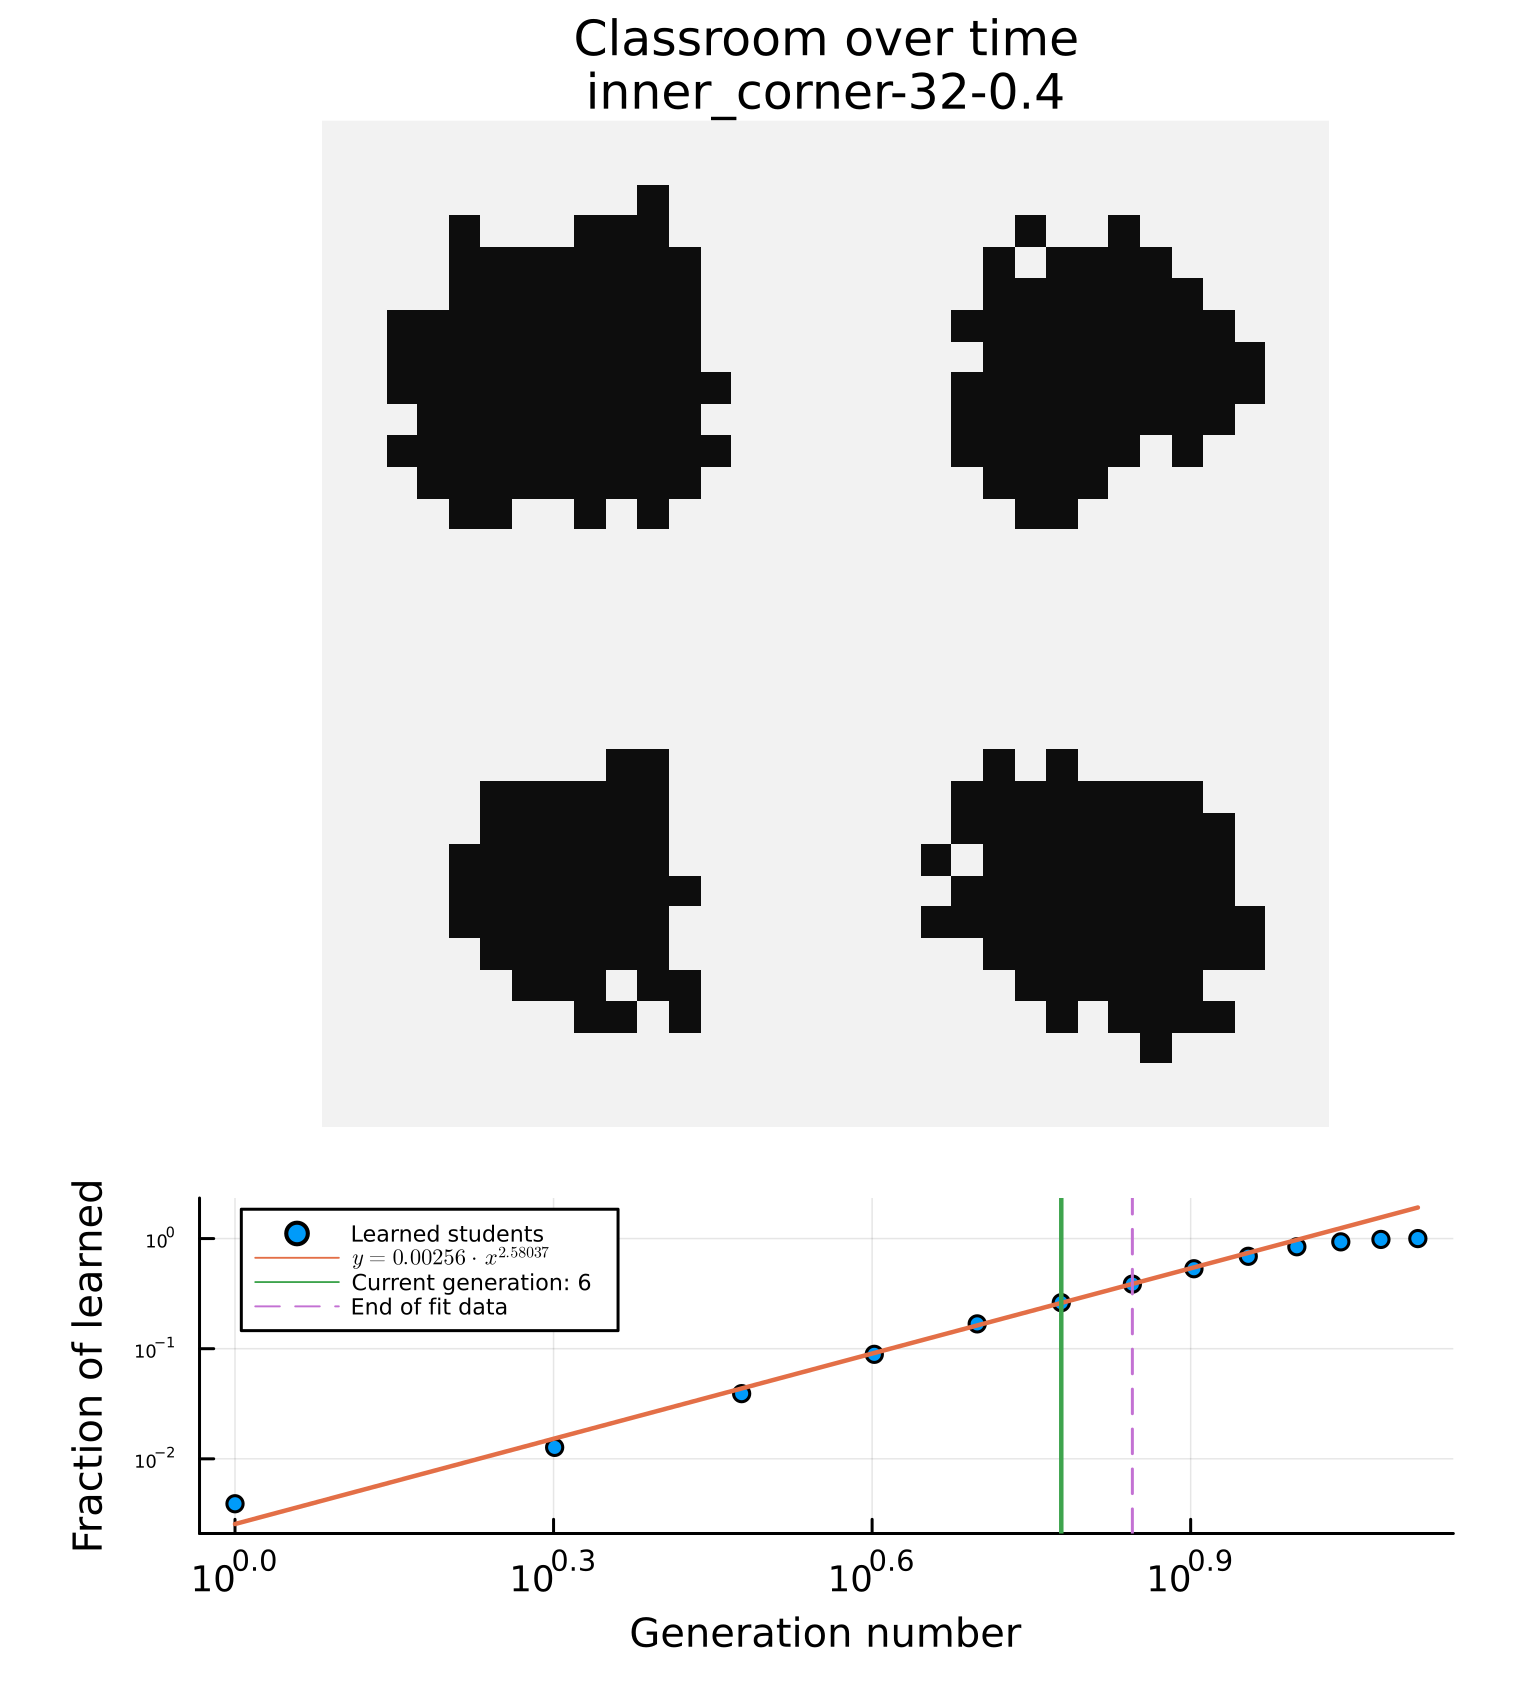 Classroom over time
inner_corner-32-0.4
Fraction of learned
10⁰
10⁻¹
10⁻²
Learned students
y = 0.00256 · x^2.58037
Current generation: 6
End of fit data
10^0.0 10^0.3 10^0.6 10^0.9
Generation number